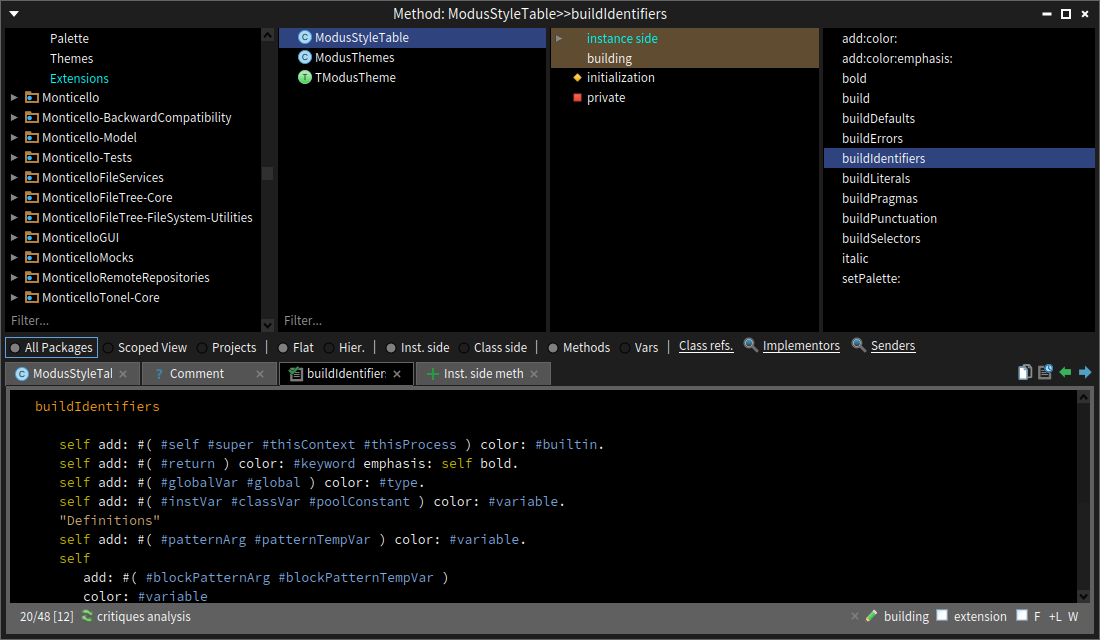 Method: ModusStyleTable>>buildIdentifiers
Palette
Themes
Extensions
Monticello
Monticello-BackwardCompatibility
Monticello-Model
Monticello-Tests
MonticelloFileServices
MonticelloFileTree-Core
MonticelloFileTree-FileSystem-Utilities
MonticelloGUI
MonticelloMocks
MonticelloRemoteRepositories
MonticelloTonel-Core
Filter...
C ModusStyleTable
C ModusThemes
T TModusTheme
Filter...
instance side
building
initialization
private
add:color:
add:color:emphasis:
bold
build
buildDefaults
buildErrors
buildIdentifiers
buildLiterals
buildPragmas
buildPunctuation
buildSelectors
italic
setPalette:
All Packages Scoped View Projects | Flat Hier. | Inst. side Class side | Methods Vars | Class refs. Implementors Senders
C ModusStyleTal × ? Comment × buildIdentifier × Inst. side meth ×
buildIdentifiers
self add: #( #self #super #thisContext #thisProcess ) color: #builtin.
self add: #( #return ) color: #keyword emphasis: self bold.
self add: #( #globalVar #global ) color: #type.
self add: #( #instVar #classVar #poolConstant ) color: #variable.
"Definitions"
self add: #( #patternArg #patternTempVar ) color: #variable.
self
add: #( #blockPatternArg #blockPatternTempVar )
color: #variable
20/48 [12] critiques analysis × building extension F +L W